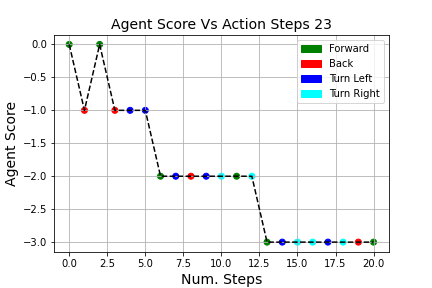 Agent Score Vs Action Steps 23
Forward
Back
Turn Left
Turn Right
Agent Score
0.0
−0.5
−1.0
−1.5
−2.0
−2.5
−3.0
0.0 2.5 5.0 7.5 10.0 12.5 15.0 17.5 20.0
Num. Steps